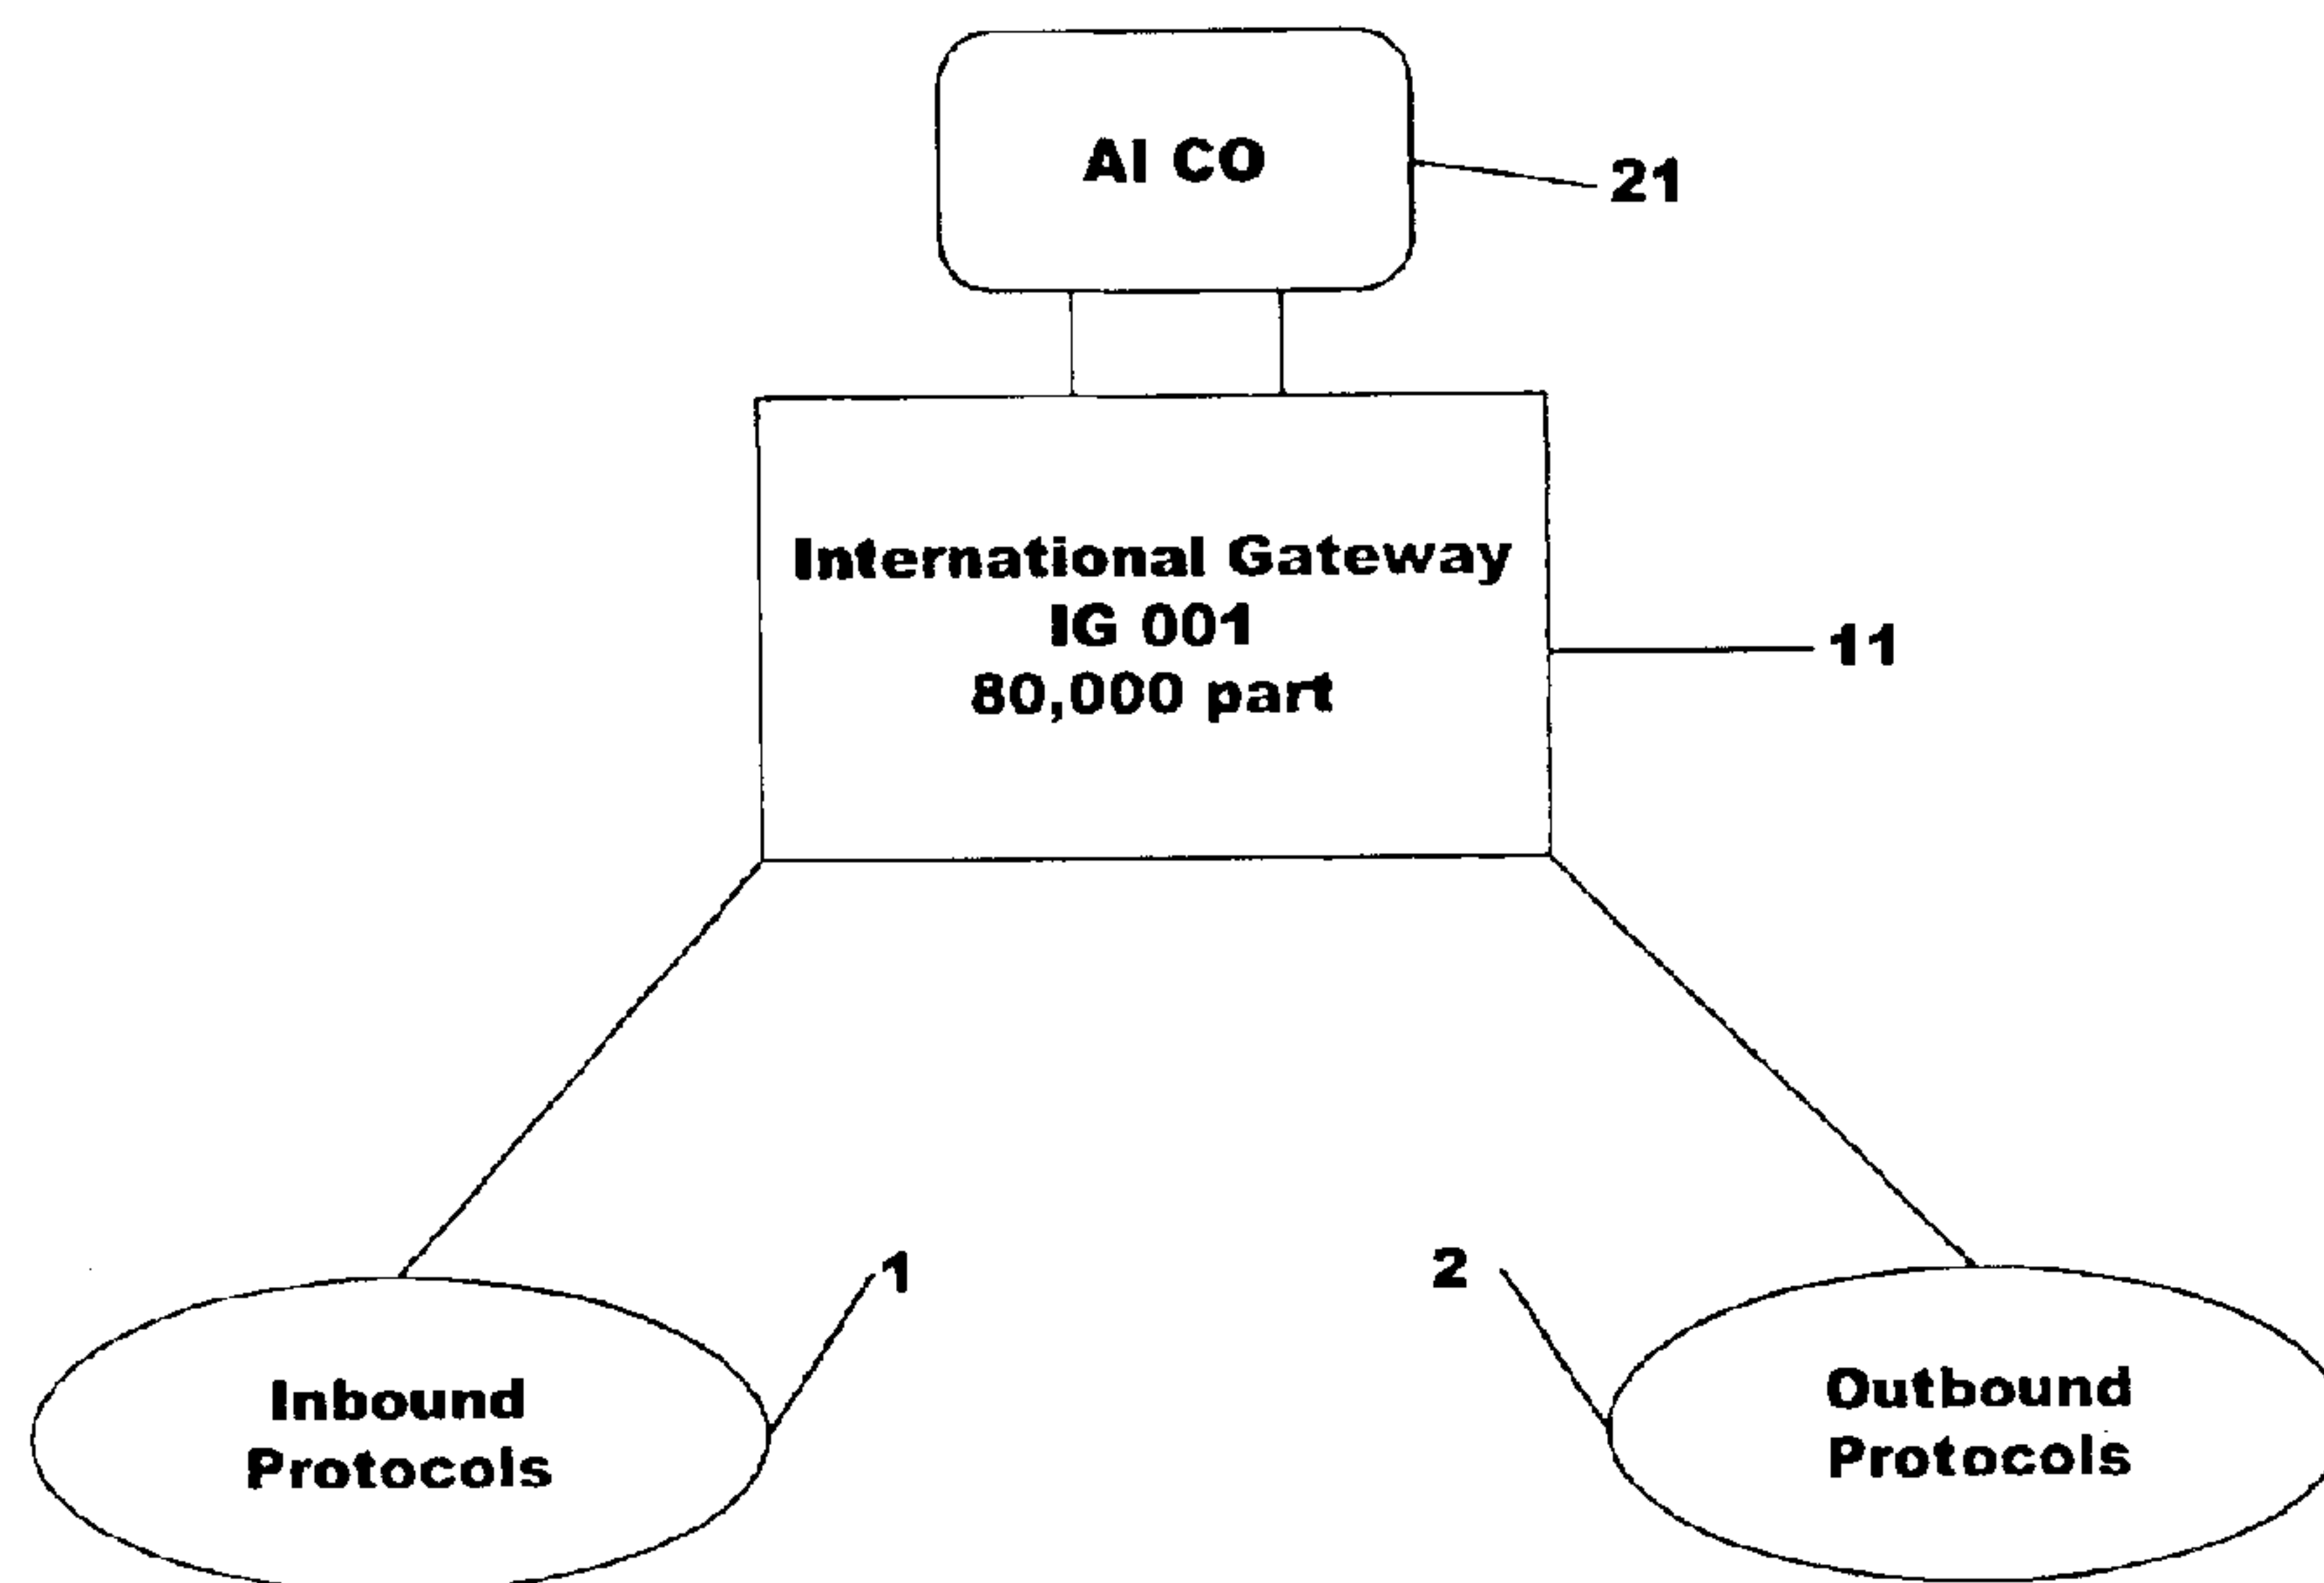 AI CO
21
International Gateway
IG 001
80,000 part
11
1
2
Inbound
Protocols
Outbound
Protocols